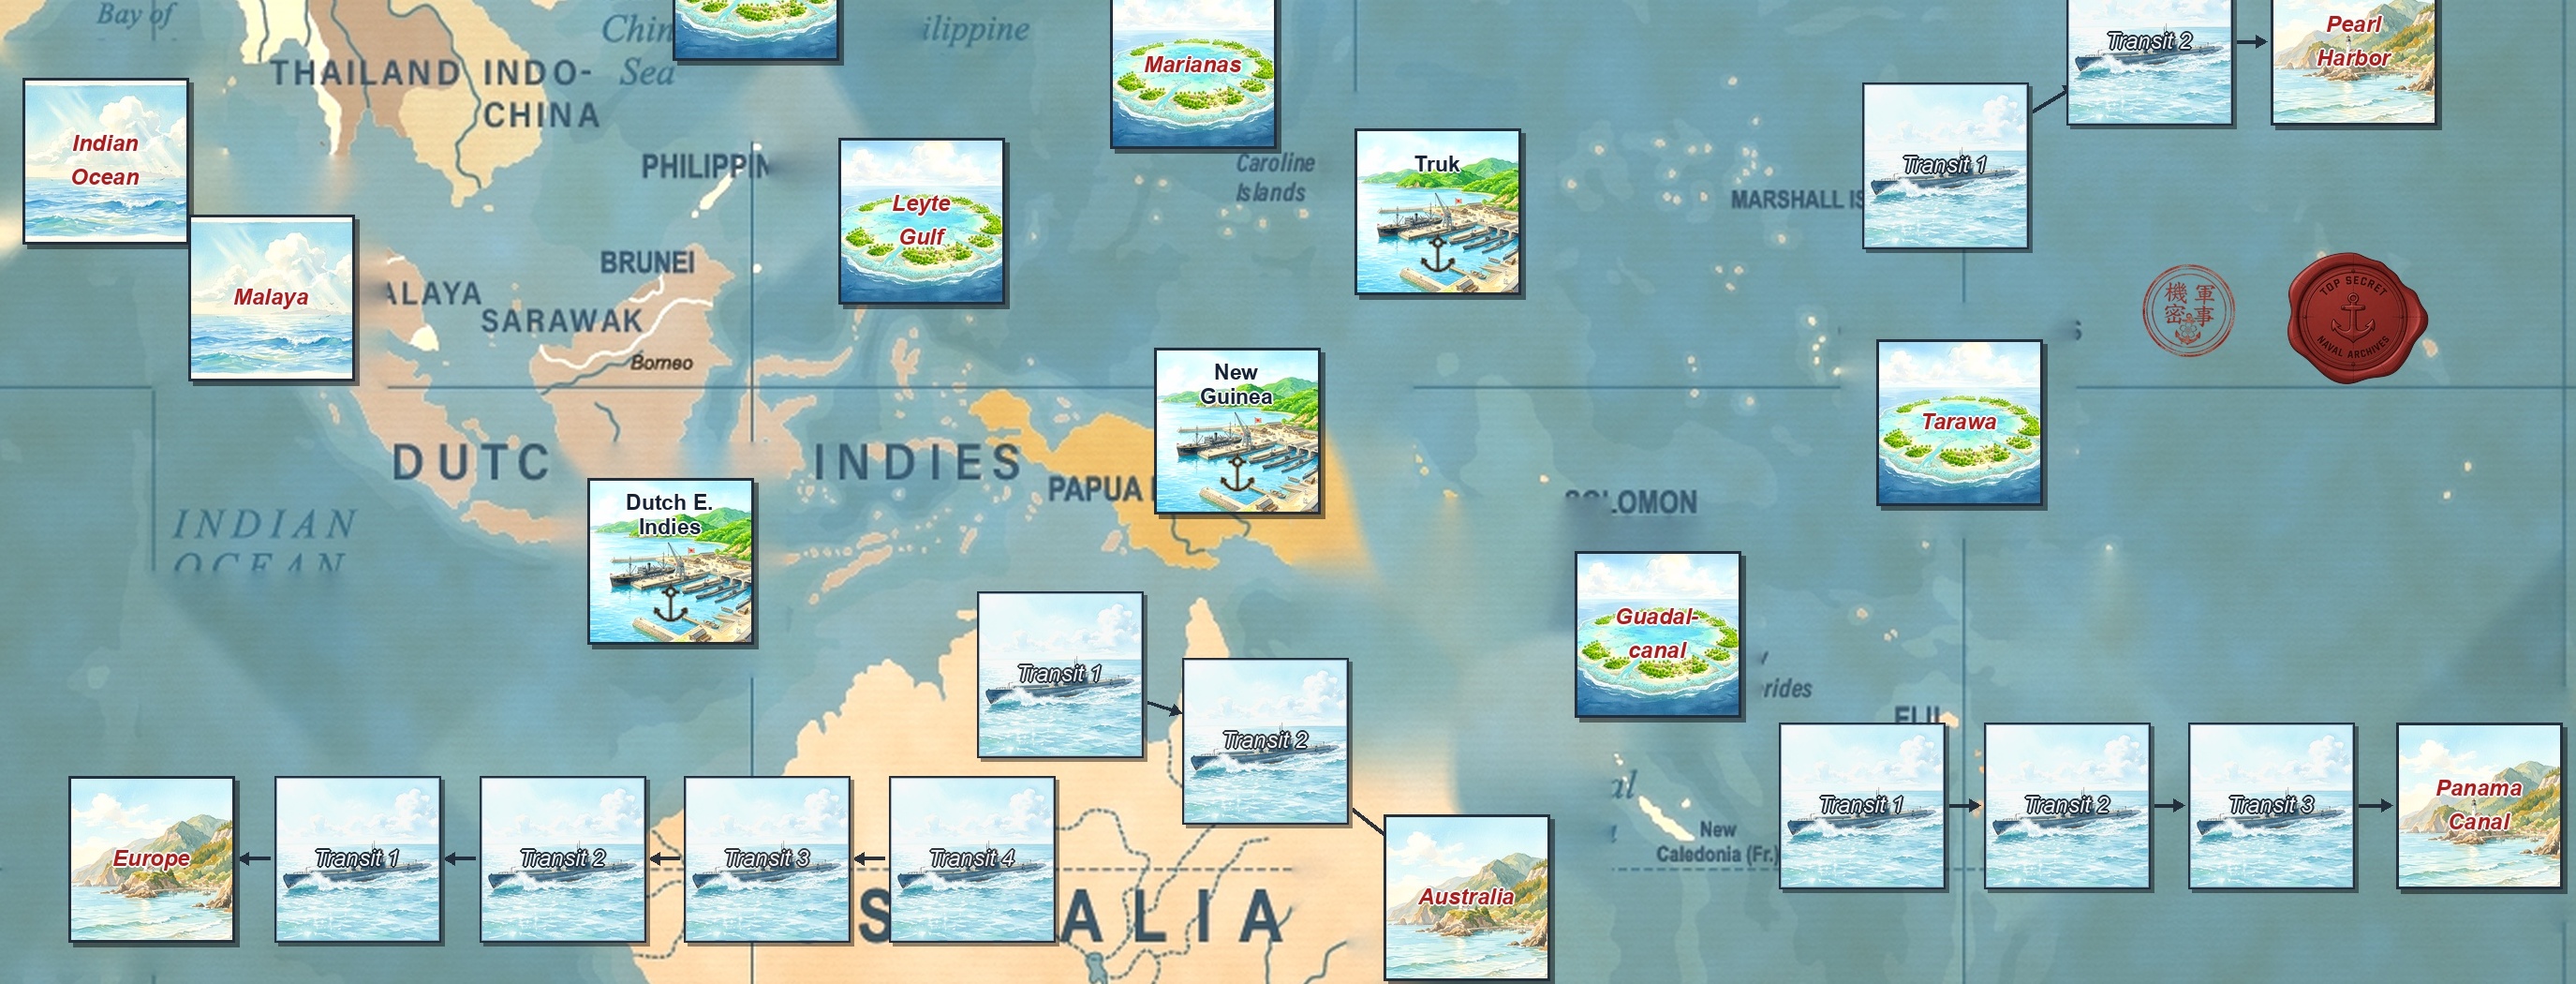 Bay of
Chin
Sea
ilippine
THAILAND
INDO-
CHINA
Marianas
Transit 2
Pearl
Harbor
Indian
Ocean
PHILIPPIN
Caroline
Islands
Truk
Transit 1
MARSHALL IS
Leyte
Gulf
Malaya
ALAYA
BRUNEI
SARAWAK
Borneo
機軍
密事
TOP SECRET
NAVAL ARCHIVES
New
Guinea
Tarawa
DUTC
INDIES
PAPUA
Dutch E.
Indies
INDIAN
OCEAN
SOLOMON
Guadal-
canal
rides
FIJI
Transit 1
Transit 2
Transit 1
Transit 2
Transit 3
Panama
Canal
al
New
Caledonia (Fr.)
Europe
Transit 1
Transit 2
Transit 3
Transit 4
S
ALIA
Australia